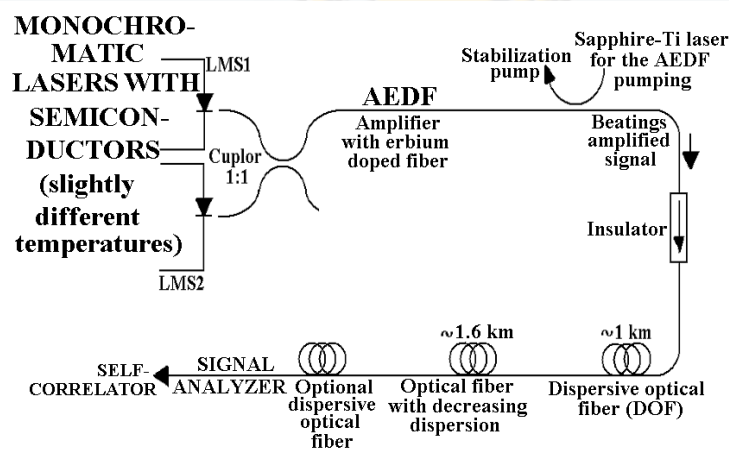 MONOCHRO-
MATIC
LASERS WITH
SEMICON-
DUCTORS
(slightly
different
temperatures)
LMS1
LMS2
Cuplor
1:1
AEDF
Amplifier
with erbium
doped fiber
Stabilization
pump
Sapphire-Ti laser
for the AEDF
pumping
Beatings
amplified
signal
Insulator
~1 km
Dispersive optical
fiber (DOF)
~1.6 km
Optical fiber
with decreasing
dispersion
Optional
dispersive
optical
fiber
SIGNAL
ANALYZER
SELF-
CORRELATOR